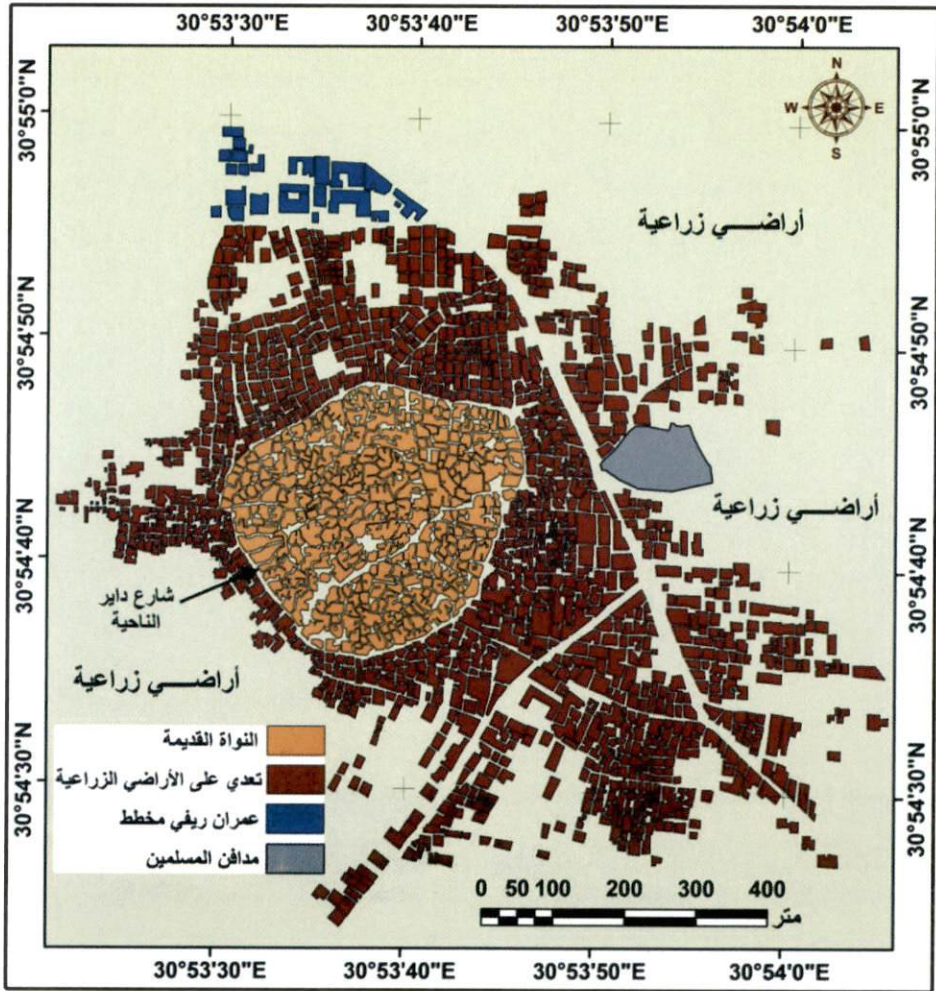 30°53'30"E 30°53'40"E 30°53'50"E 30°54'0"E
30°55'0"N
30°55'0"N
N
W E
S
أراضـــــي زراعية
30°54'50"N
30°54'50"N
أراضـــــي زراعية
30°54'40"N
30°54'40"N
شارع داير
الناحية
أراضـــــي زراعية
النواة القديمة
تعدي على الأراضي الزراعية
عمران ريفي مخطط
مدافن المسلمين
30°54'30"N
30°54'30"N
0 50 100 200 300 400
متر
30°53'30"E 30°53'40"E 30°53'50"E 30°54'0"E